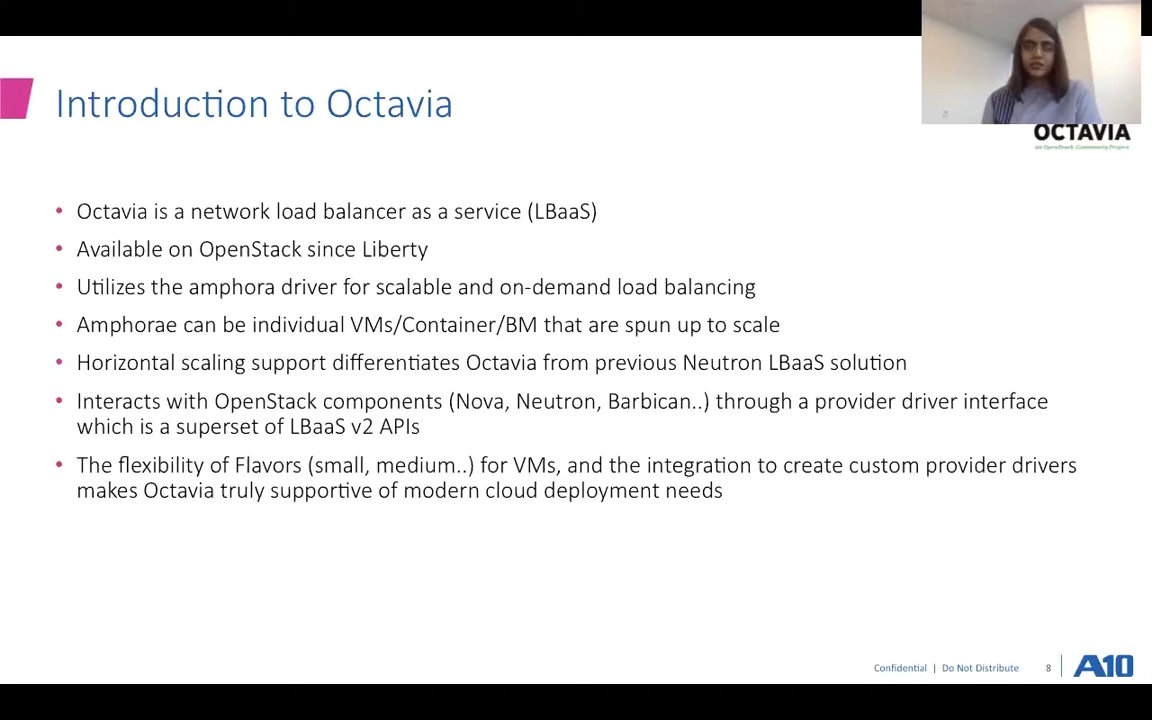 Introduction to Octavia
OCTAVIA
an OpenStack Community Project
• Octavia is a network load balancer as a service (LBaaS)
• Available on OpenStack since Liberty
• Utilizes the amphora driver for scalable and on-demand load balancing
• Amphorae can be individual VMs/Container/BM that are spun up to scale
• Horizontal scaling support differentiates Octavia from previous Neutron LBaaS solution
• Interacts with OpenStack components (Nova, Neutron, Barbican..) through a provider driver interface
which is a superset of LBaaS v2 APIs
• The flexibility of Flavors (small, medium..) for VMs, and the integration to create custom provider drivers
makes Octavia truly supportive of modern cloud deployment needs
Confidential | Do Not Distribute 8 A10